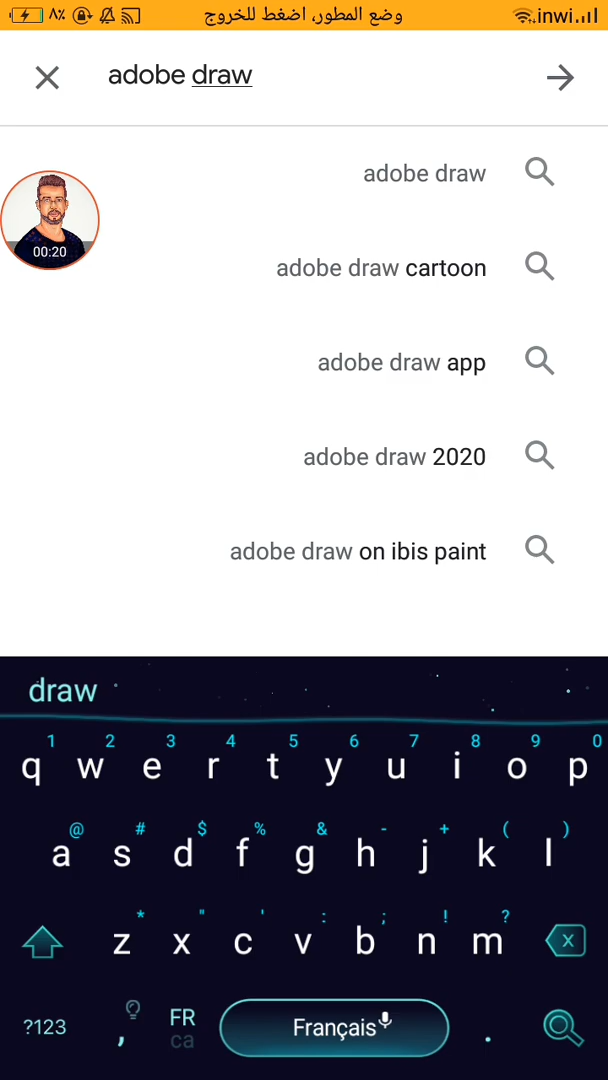 ٨٪ وضع المطور، اضغط للخروج inwi
adobe draw
adobe draw
00:20
adobe draw cartoon
adobe draw app
adobe draw 2020
adobe draw on ibis paint
draw
1 2 3 4 5 6 7 8 9 0
q w e r t y u i o p
@ # $ % & - + ( )
a s d f g h j k l
* " ' : ; ! ?
z x c v b n m x
?123 , FR ca Français .